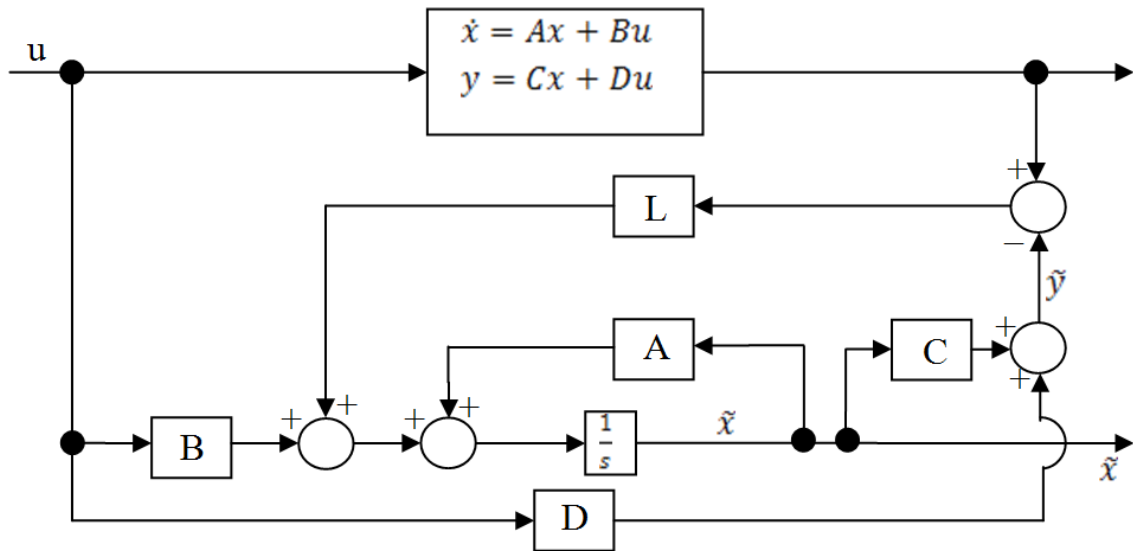 u
ẋ = Ax + Bu
y = Cx + Du
+
L
−
ỹ
A
+
C
+
+
+
+
+
B
1/s
x̃
x̃
D